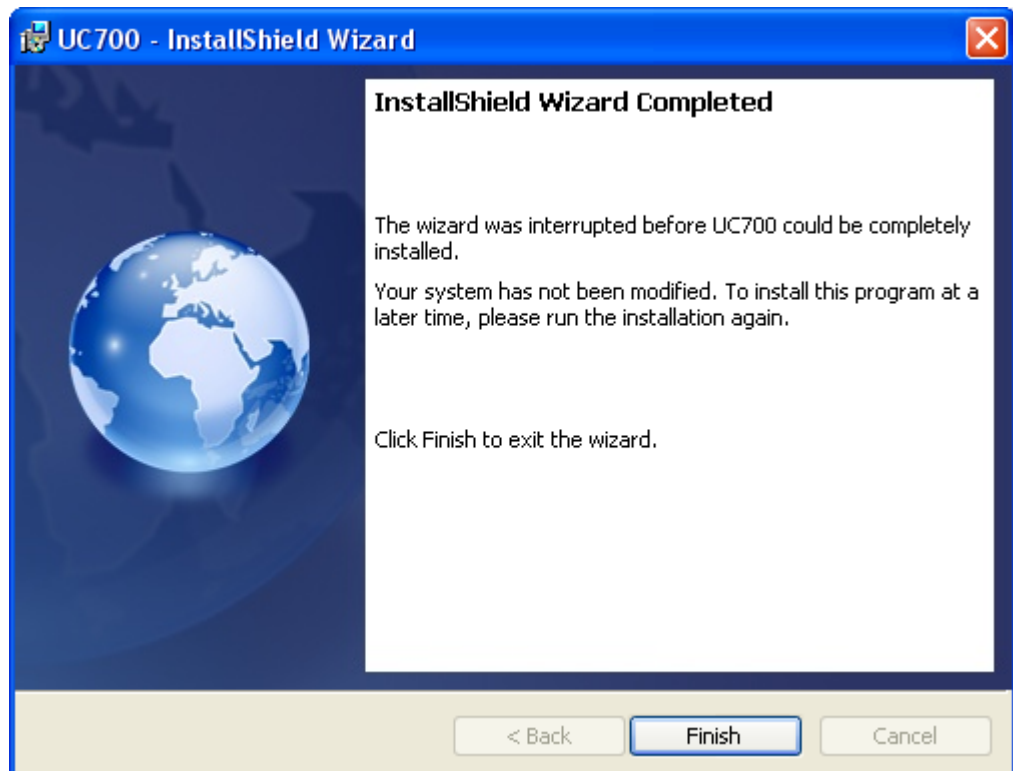 UC700 - InstallShield Wizard
InstallShield Wizard Completed
The wizard was interrupted before UC700 could be completely
installed.
Your system has not been modified. To install this program at a
later time, please run the installation again.
Click Finish to exit the wizard.
< Back
Finish
Cancel